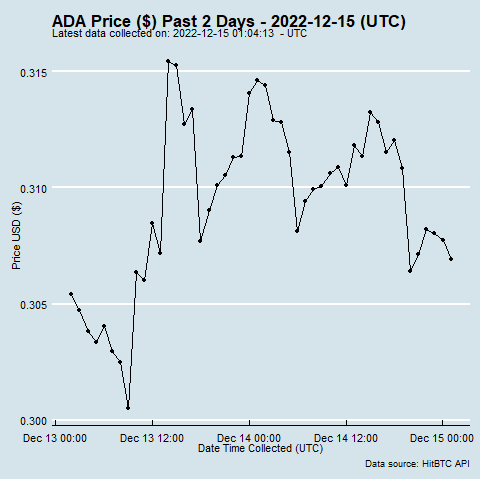 ADA Price ($) Past 2 Days - 2022-12-15 (UTC)
Latest data collected on: 2022-12-15 01:04:13  - UTC
0.315
0.310
0.305
0.300
Price USD ($)
Dec 13 00:00 Dec 13 12:00 Dec 14 00:00 Dec 14 12:00 Dec 15 00:00
Date Time Collected (UTC)
Data source: HitBTC API